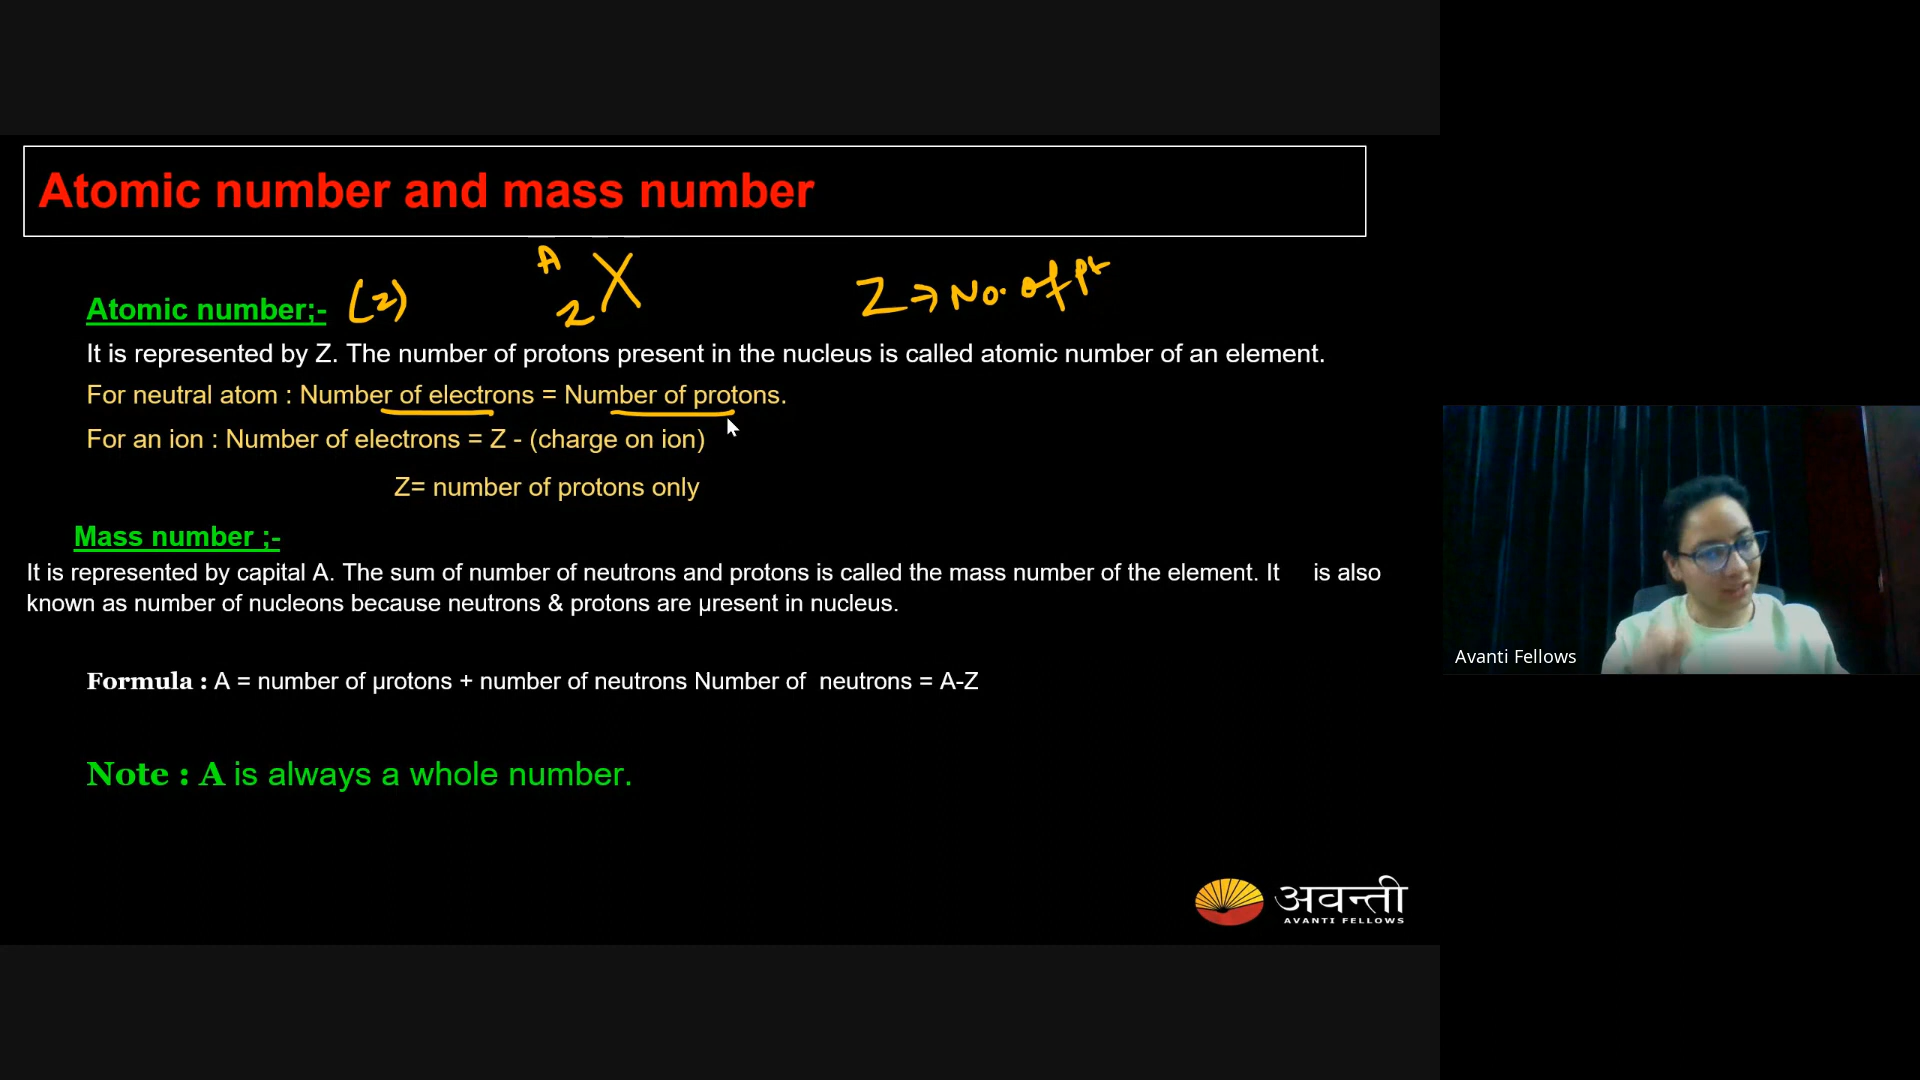 Atomic number and mass number
A
Z X
Z => No. of pr
Atomic number;- (z)
It is represented by Z. The number of protons present in the nucleus is called atomic number of an element.
For neutral atom : Number of electrons = Number of protons.
For an ion : Number of electrons = Z - (charge on ion)
Z= number of protons only
Mass number ;-
It is represented by capital A. The sum of number of neutrons and protons is called the mass number of the element. It is also
known as number of nucleons because neutrons & protons are μresent in nucleus.
Formula : A = number of μrotons + number of neutrons Number of neutrons = A-Z
Note : A is always a whole number.
अवन्ती
AVANTI FELLOWS
Avanti Fellows